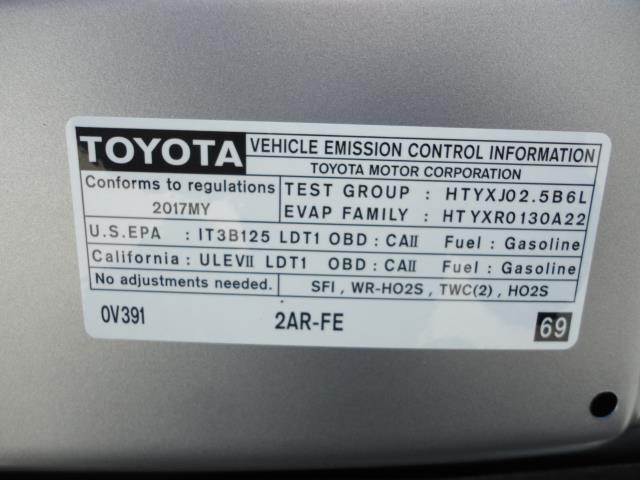 TOYOTA
VEHICLE EMISSION CONTROL INFORMATION
TOYOTA MOTOR CORPORATION
Conforms to regulations
2017MY
TEST GROUP : HTYXJ02.5B6L
EVAP FAMILY : HTYXR0130A22
U.S.EPA : IT3B125 LDT1 OBD : CAII Fuel : Gasoline
California : ULEVII LDT1 OBD : CAII Fuel : Gasoline
No adjustments needed.
SFI , WR-HO2S , TWC(2) , HO2S
0V391
2AR-FE
69